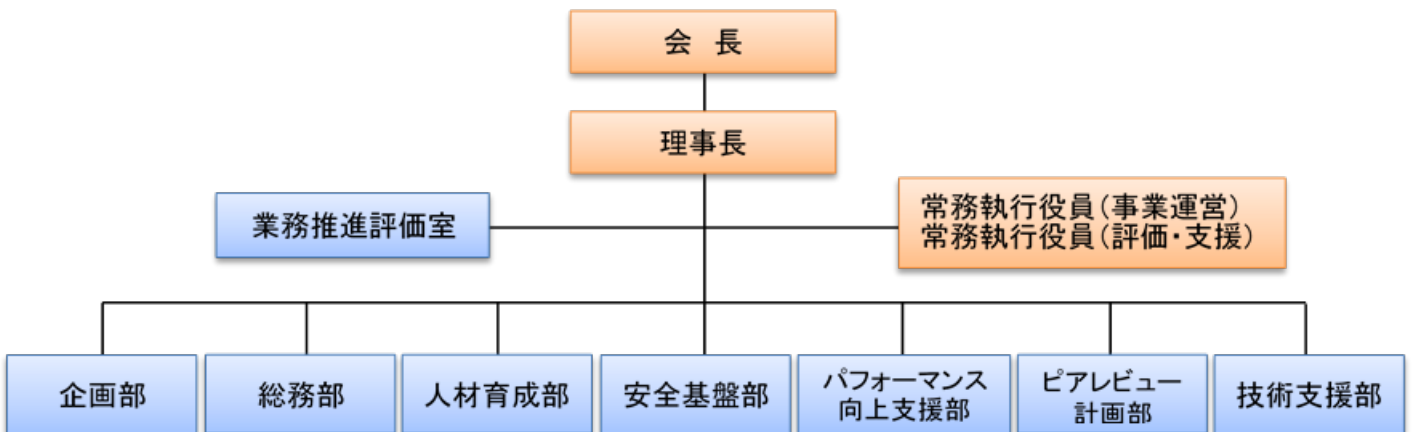 会 長
理事長
業務推進評価室
常務執行役員(事業運営)
常務執行役員(評価・支援)
企画部
総務部
人材育成部
安全基盤部
パフォーマンス
向上支援部
ピアレビュー
計画部
技術支援部